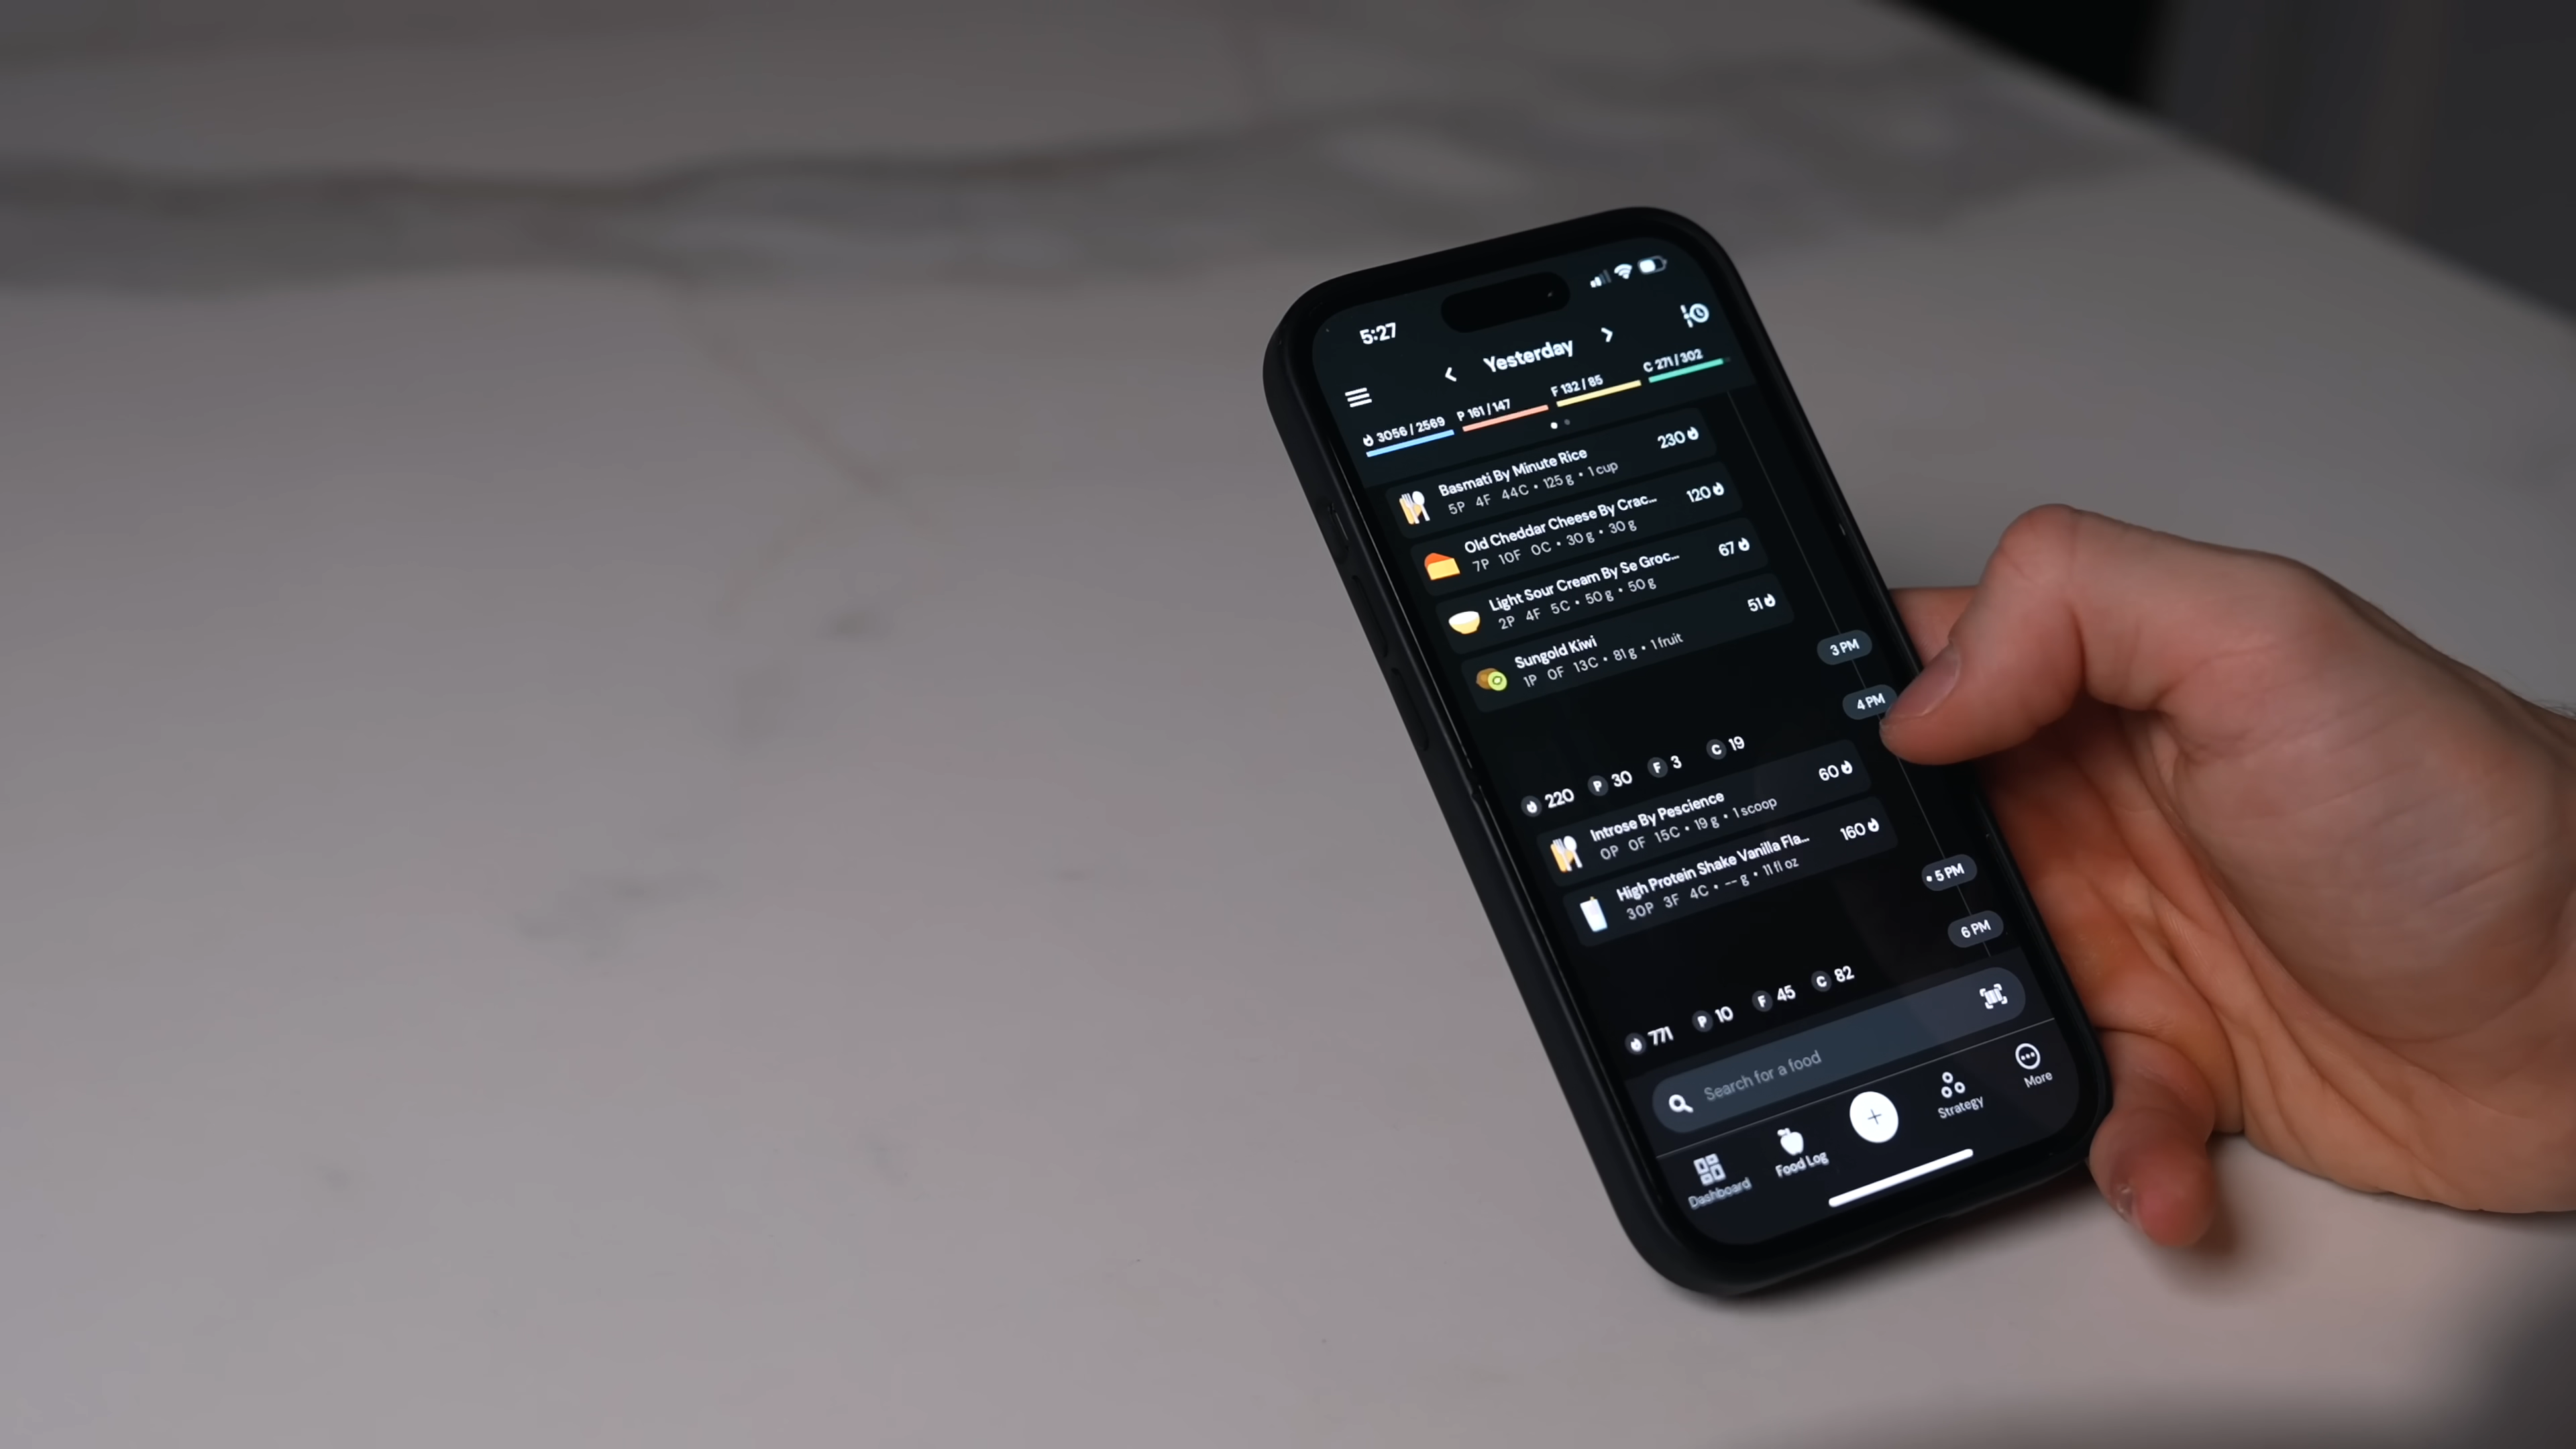 5:27
Yesterday
3056 / 2569 P 161 / 147 F 132 / 85 C 271 / 302
Basmati By Minute Rice 230
5P 4F 44C • 125 g • 1 cup
Old Cheddar Cheese By Crac... 120
7P 10F 0C • 30 g • 30 g
Light Sour Cream By Se Groc... 67
2P 4F 5C • 50 g • 50 g
Sungold Kiwi 51
1P 0F 13C • 81 g • 1 fruit
3 PM
4 PM
220 P 30 F 3 C 19
Introse By Pescience 60
0P 0F 15C • 19 g • 1 scoop
High Protein Shake Vanilla Fla... 160
30P 3F 4C • -- g • 11 fl oz
• 5 PM
6 PM
771 P 10 F 45 C 82
Search for a food
Dashboard Food Log + Strategy More